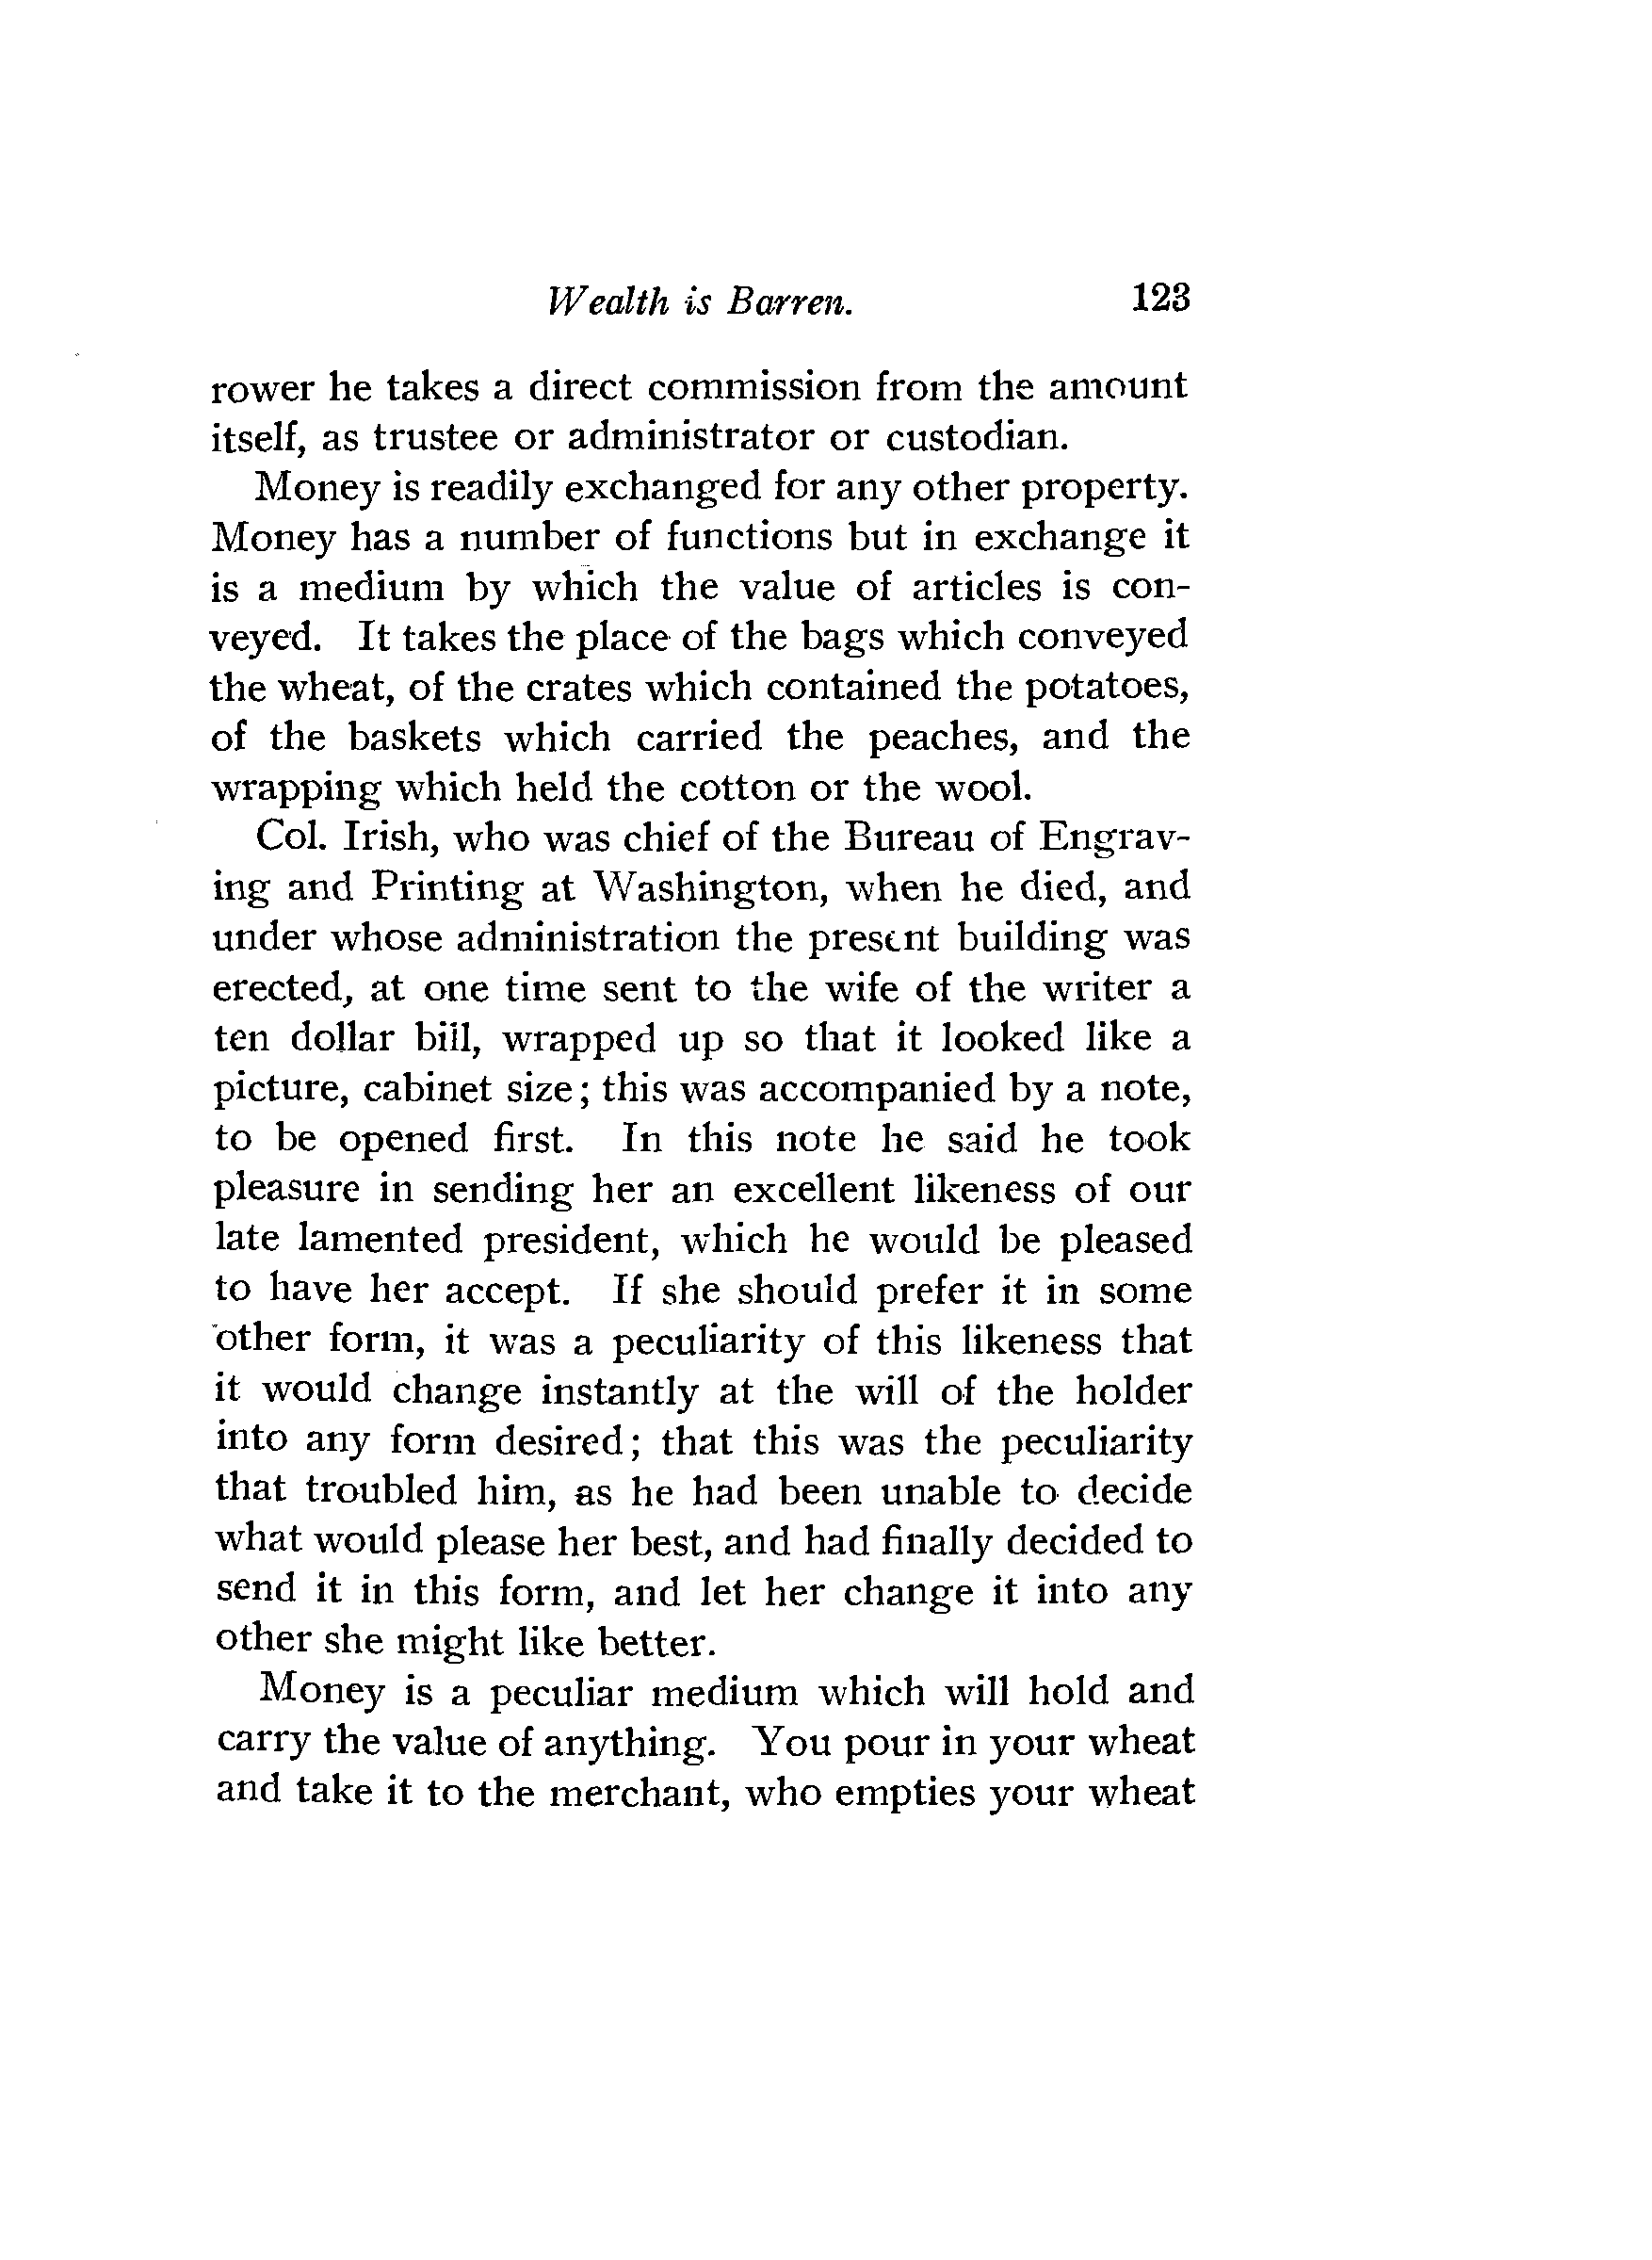 Wealth is Barren. 123
rower he takes a direct commission from the amount
itself, as trustee or administrator or custodian.
Money is readily exchanged for any other property.
Money has a number of functions but in exchange it
is a medium by which the value of articles is con-
veyed. It takes the place of the bags which conveyed
the wheat, of the crates which contained the potatoes,
of the baskets which carried the peaches, and the
wrapping which held the cotton or the wool.
Col. Irish, who was chief of the Bureau of Engrav-
ing and Printing at Washington, when he died, and
under whose administration the present building was
erected, at one time sent to the wife of the writer a
ten dollar bill, wrapped up so that it looked like a
picture, cabinet size; this was accompanied by a note,
to be opened first. In this note he said he took
pleasure in sending her an excellent likeness of our
late lamented president, which he would be pleased
to have her accept. If she should prefer it in some
other form, it was a peculiarity of this likeness that
it would change instantly at the will of the holder
into any form desired; that this was the peculiarity
that troubled him, as he had been unable to decide
what would please her best, and had finally decided to
send it in this form, and let her change it into any
other she might like better.
Money is a peculiar medium which will hold and
carry the value of anything. You pour in your wheat
and take it to the merchant, who empties your wheat